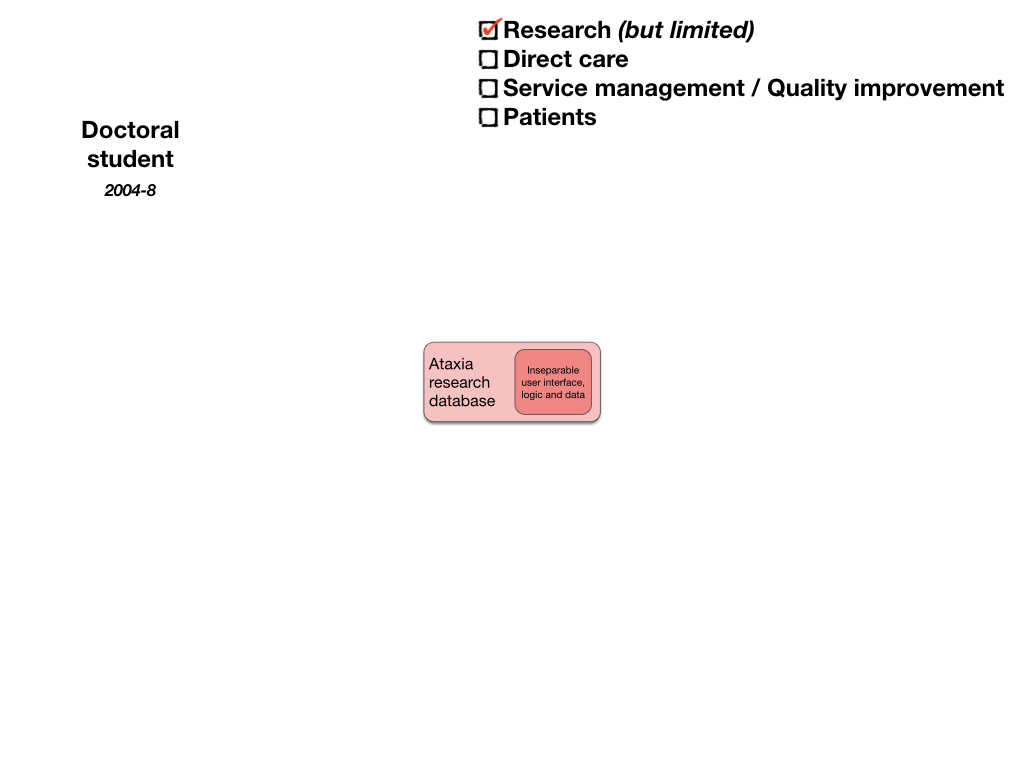 Research (but limited)
Direct care
Service management / Quality improvement
Patients
Doctoral
student
2004-8
Ataxia
research
database
Inseparable
user interface,
logic and data